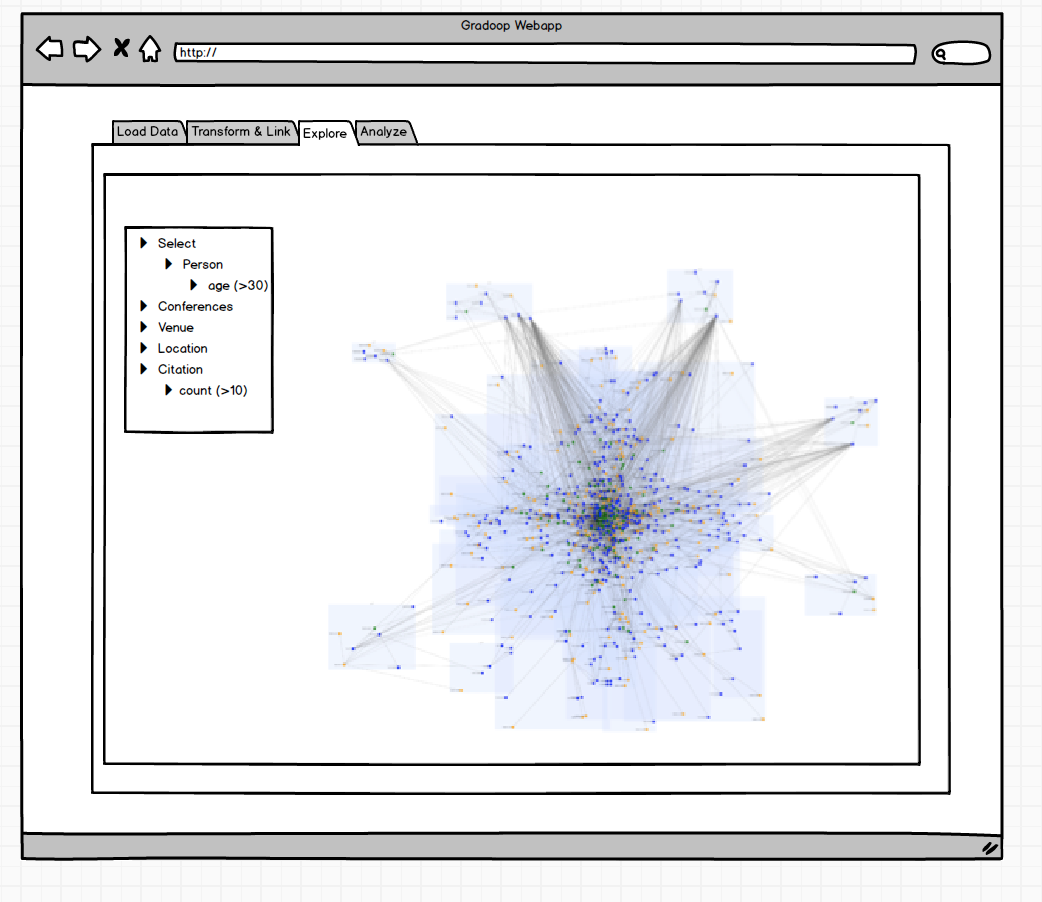 Gradoop Webapp
http://
Load Data
Transform & Link
Explore
Analyze
Select
Person
age (>30)
Conferences
Venue
Location
Citation
count (>10)